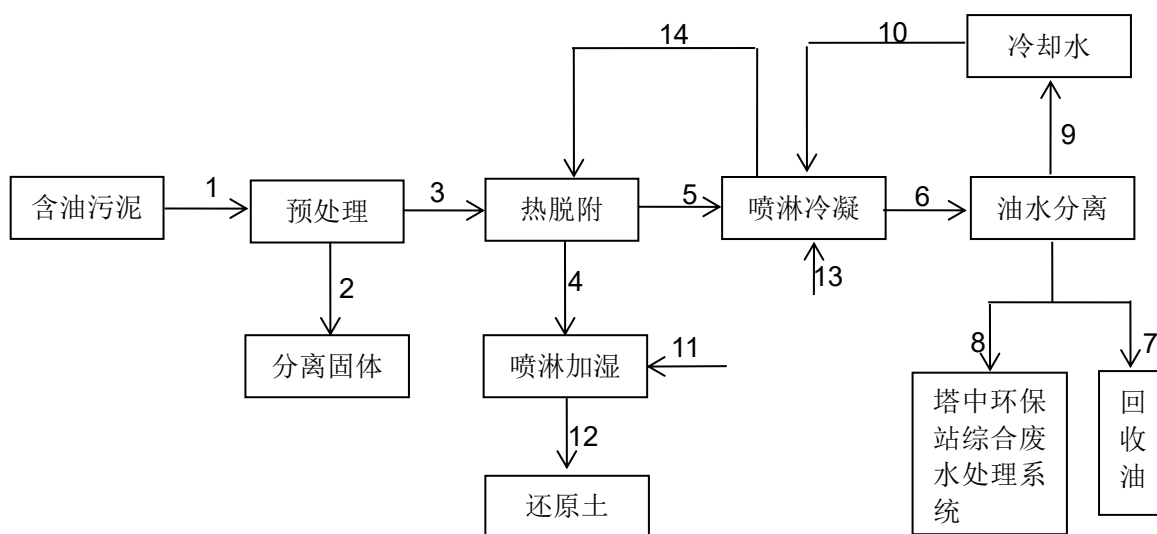 14
10
冷却水
9
含油污泥
1
预处理
3
热脱附
5
喷淋冷凝
6
油水分离
2
4
13
分离固体
喷淋加湿
11
8
7
塔中环保
站综合废
水处理系
统
回
收
油
12
还原土